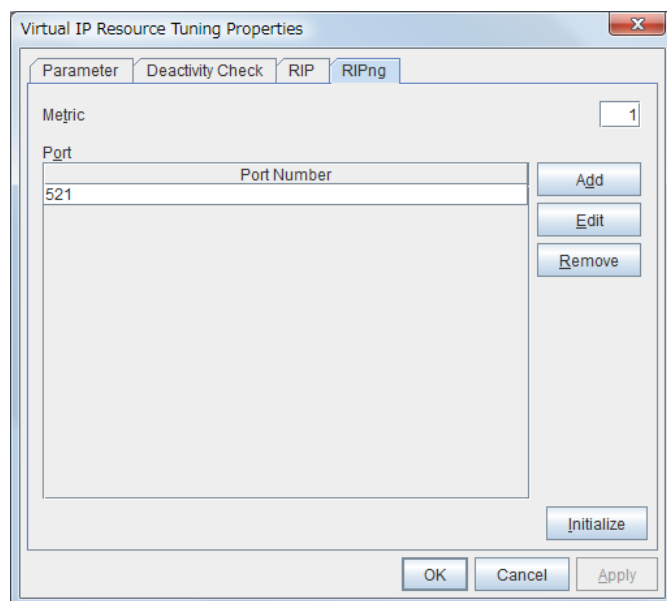 Virtual IP Resource Tuning Properties
Parameter Deactivity Check RIP RIPng
Metric 1
Port
Port Number
521
Add
Edit
Remove
Initialize
OK Cancel Apply